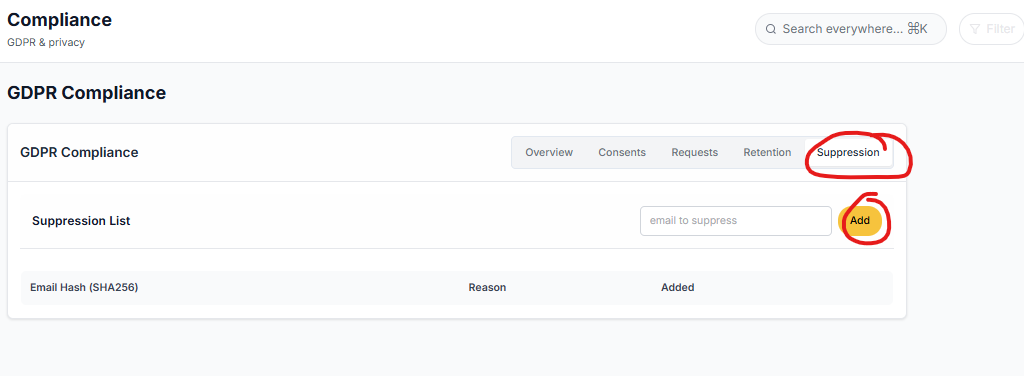 Compliance
GDPR & privacy
Search everywhere... ⌘K
Filter
GDPR Compliance
GDPR Compliance
Overview Consents Requests Retention Suppression
Suppression List
email to suppress
Add
Email Hash (SHA256) Reason Added